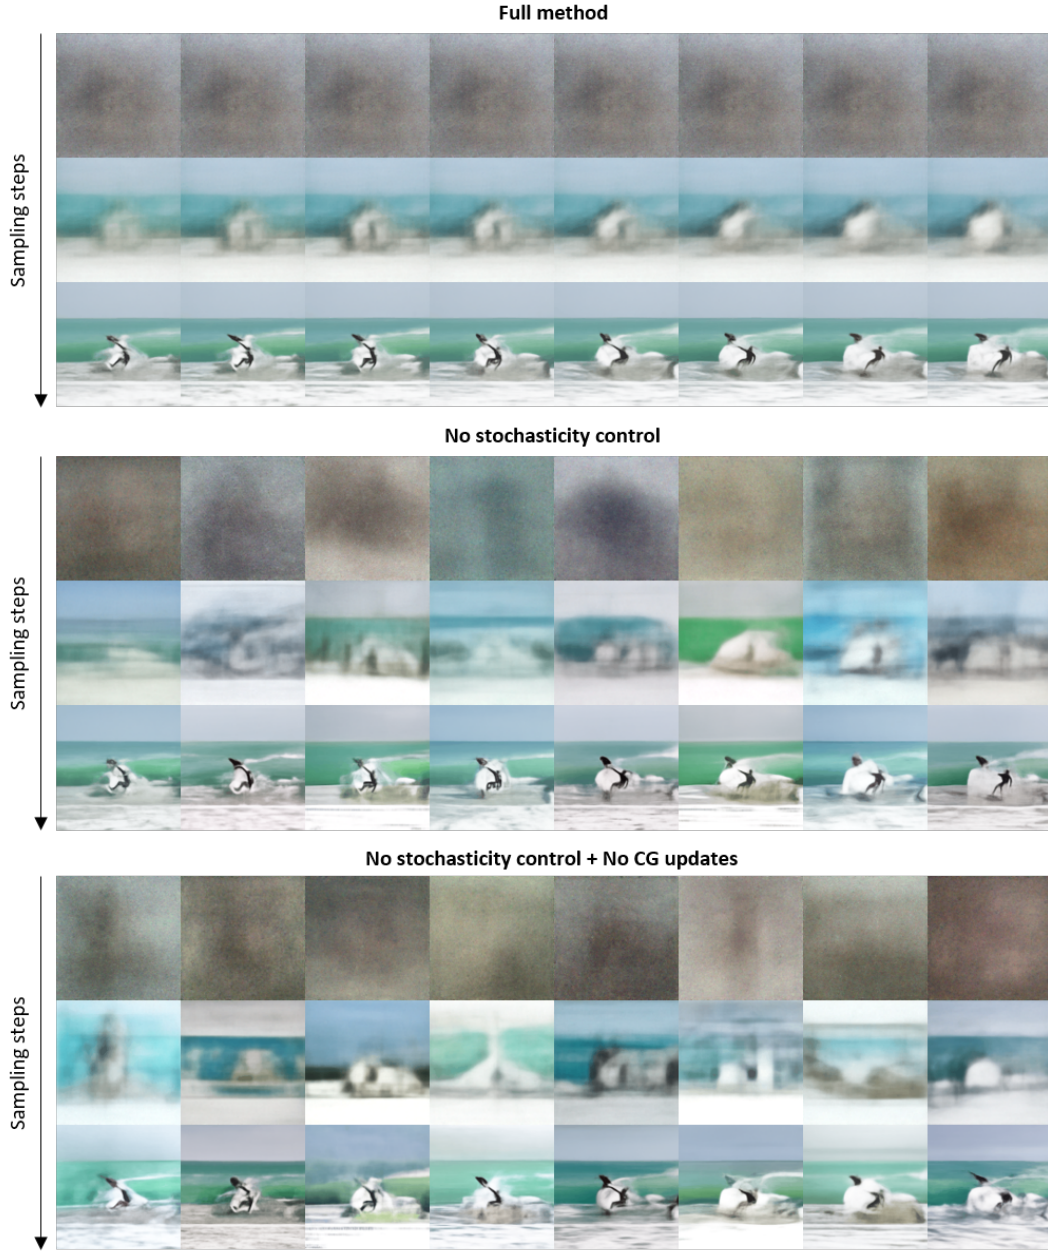 Full method
Sampling steps
No stochasticity control
Sampling steps
No stochasticity control + No CG updates
Sampling steps